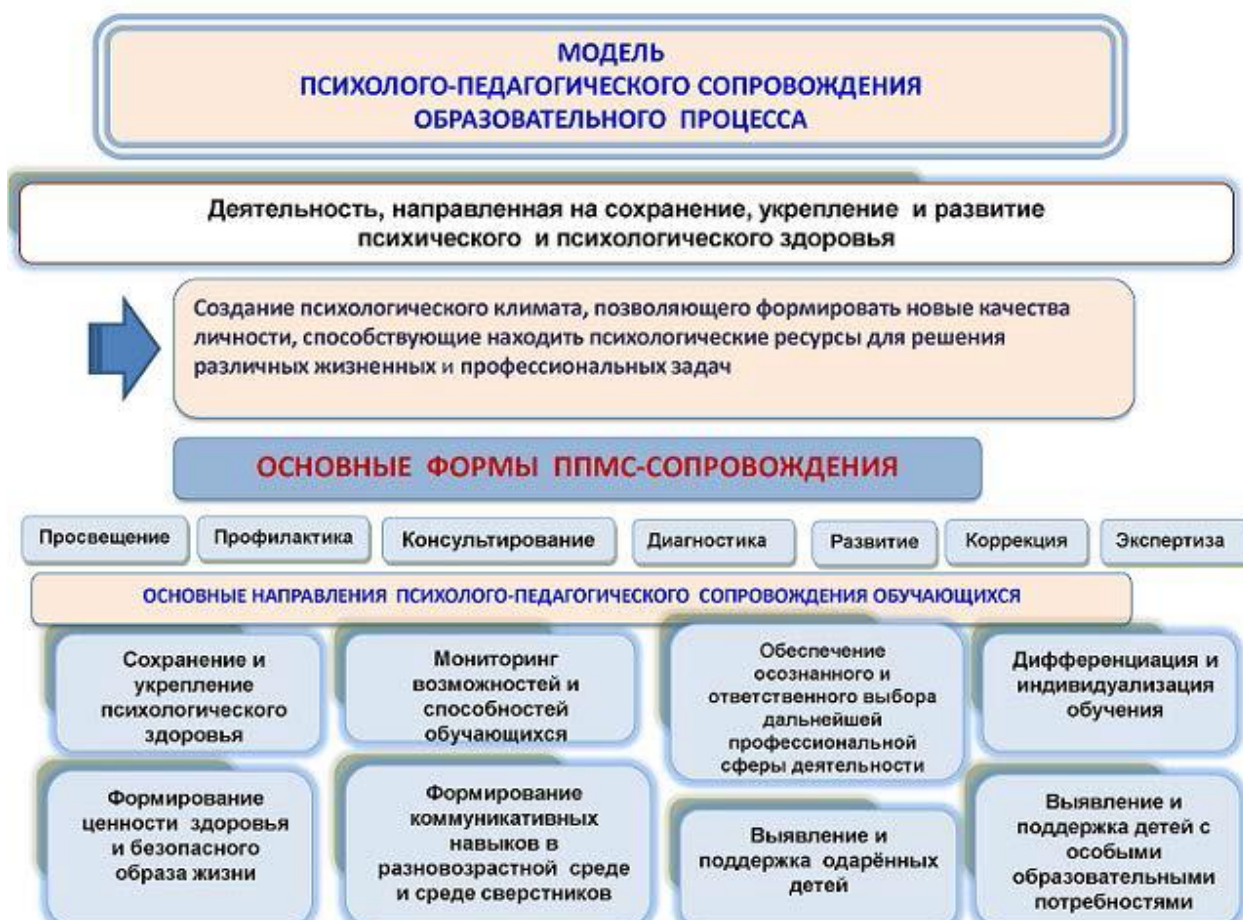 МОДЕЛЬ
ПСИХОЛОГО-ПЕДАГОГИЧЕСКОГО СОПРОВОЖДЕНИЯ
ОБРАЗОВАТЕЛЬНОГО ПРОЦЕССА
Деятельность, направленная на сохранение, укрепление и развитие
психического и психологического здоровья
Создание психологического климата, позволяющего формировать новые качества
личности, способствующие находить психологические ресурсы для решения
различных жизненных и профессиональных задач
ОСНОВНЫЕ ФОРМЫ ППМС-СОПРОВОЖДЕНИЯ
Просвещение
Профилактика
Консультирование
Диагностика
Развитие
Коррекция
Экспертиза
ОСНОВНЫЕ НАПРАВЛЕНИЯ ПСИХОЛОГО-ПЕДАГОГИЧЕСКОГО СОПРОВОЖДЕНИЯ ОБУЧАЮЩИХСЯ
Сохранение и
укрепление
психологического
здоровья
Мониторинг
возможностей и
способностей
обучающихся
Обеспечение
осознанного и
ответственного выбора
дальнейшей
профессиональной
сферы деятельности
Дифференциация и
индивидуализация
обучения
Формирование
ценности здоровья
и безопасного
образа жизни
Формирование
коммуникативных
навыков в
разновозрастной среде
и среде сверстников
Выявление и
поддержка одарённых
детей
Выявление и
поддержка детей с
особыми
образовательными
потребностями